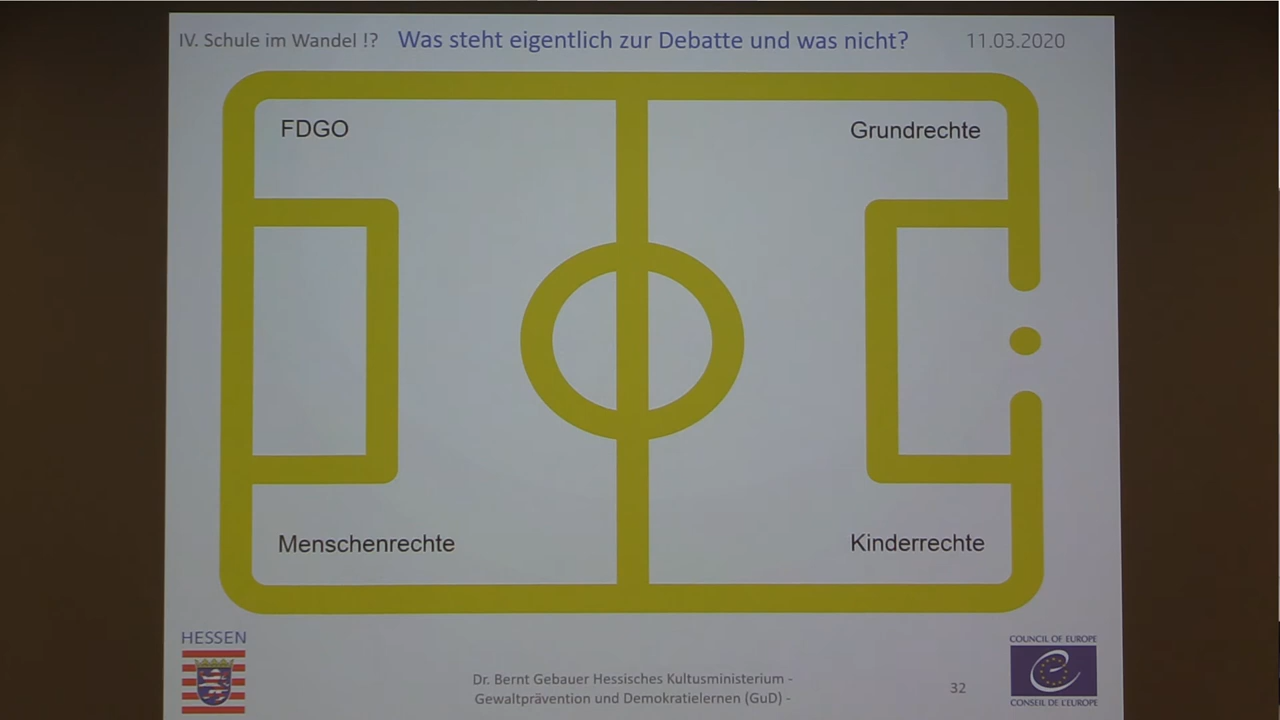 IV. Schule im Wandel !? Was steht eigentlich zur Debatte und was nicht? 11.03.2020
FDGO
Grundrechte
Menschenrechte
Kinderrechte
HESSEN
Dr. Bernt Gebauer Hessisches Kultusministerium -
Gewaltprävention und Demokratielernen (GuD) -
32
COUNCIL OF EUROPE
CONSEIL DE L'EUROPE